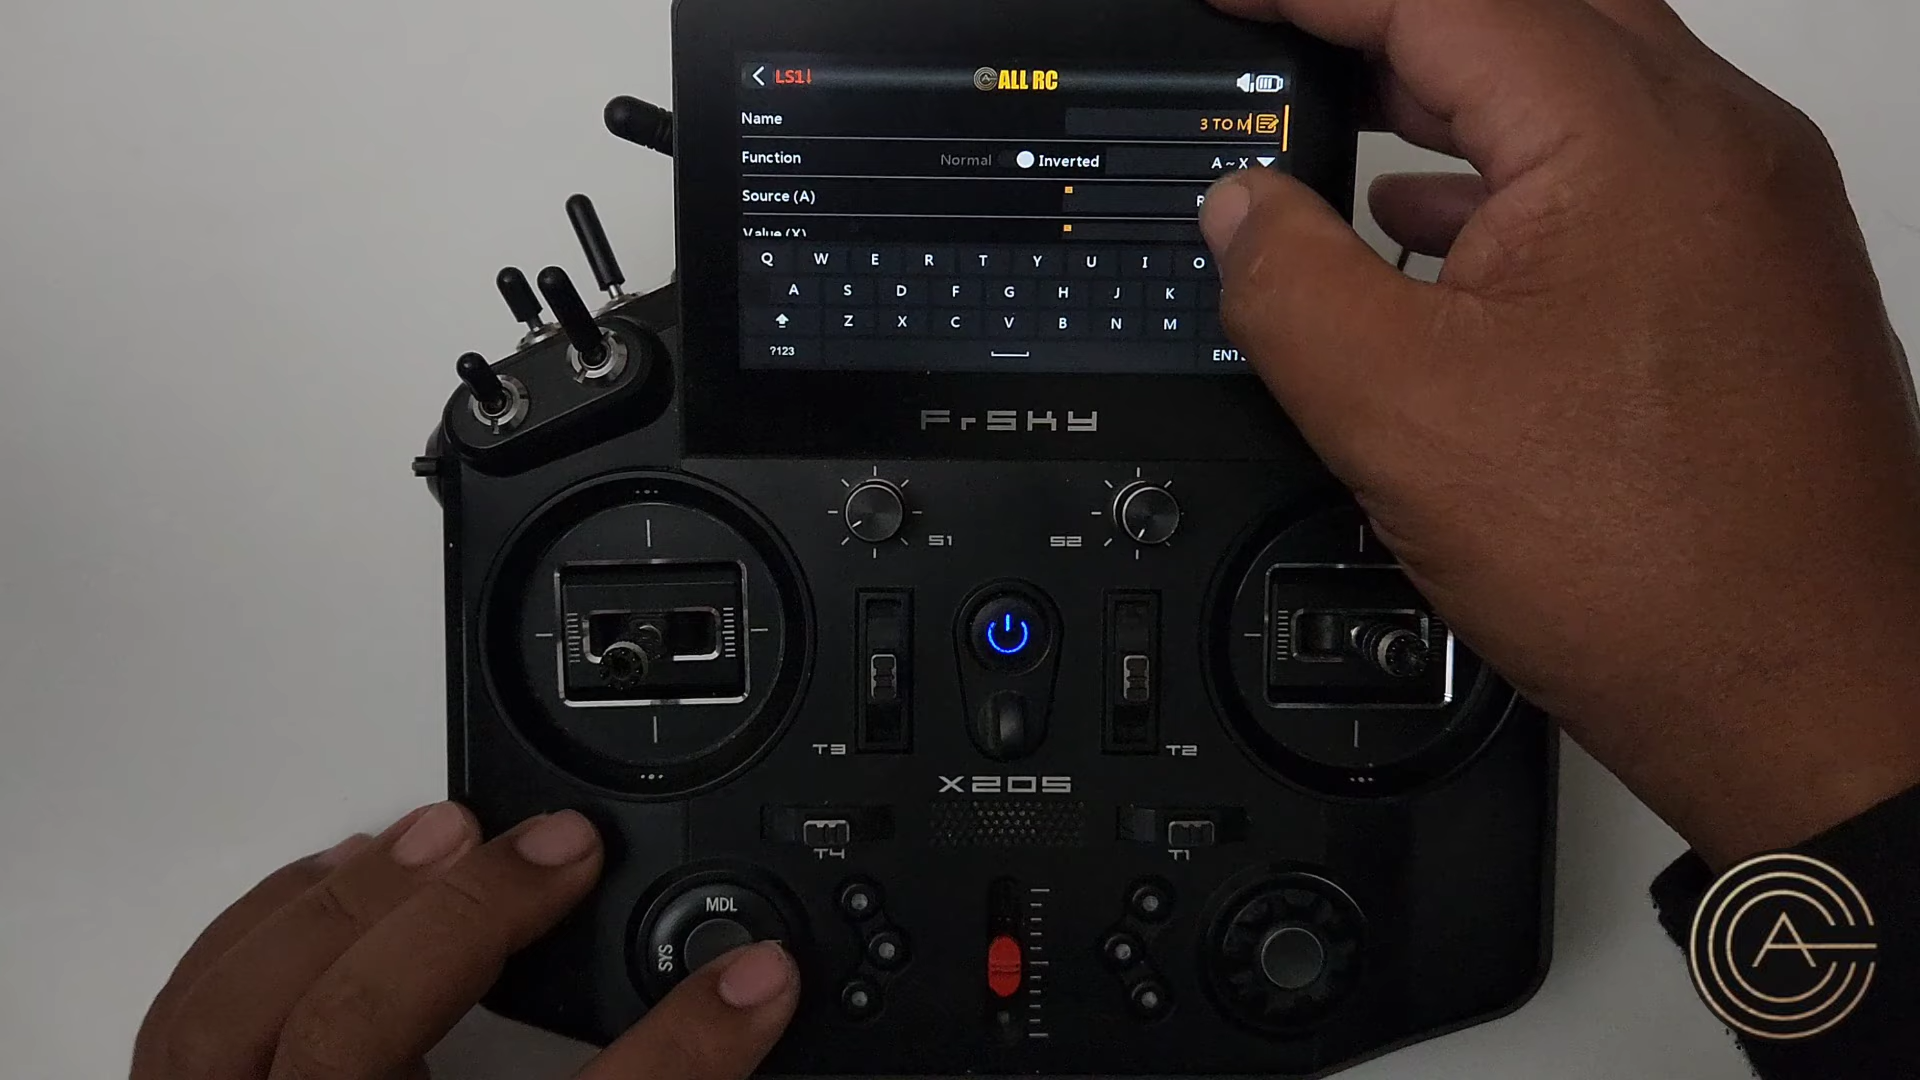 LS1
ALL RC
Name 3 TO M
Function Normal Inverted A ~ X
Source (A)
Value (X)
Q W E R T Y U I O
A S D F G H J K
Z X C V B N M
?123
FrSKY
S1 S2
T3 T2
X20S
T4 T1
MDL
SYS